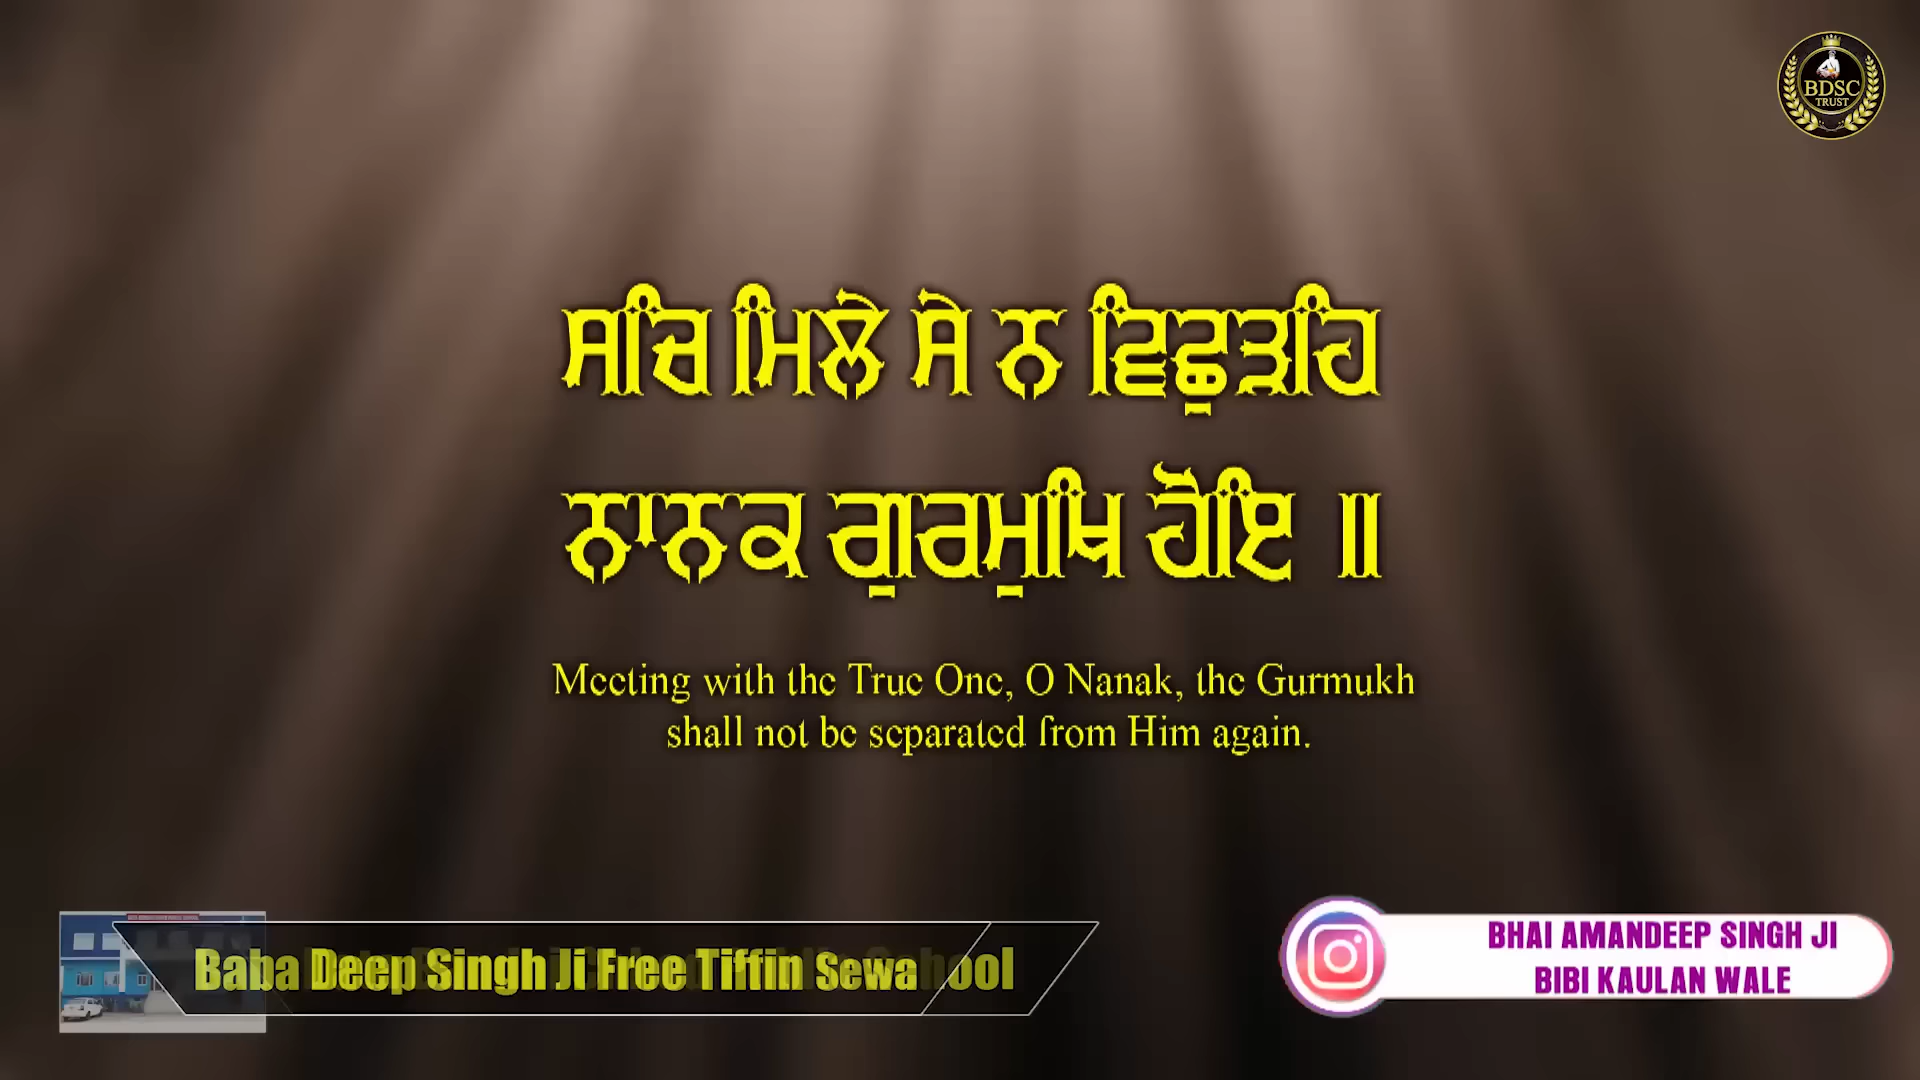 BDSC
TRUST
ਸਚਿ ਮਿਲੇ ਸੇ ਨ ਵਿਛੁੜਹਿ
ਨਾਨਕ ਗੁਰਮੁਖਿ ਹੋਇ ॥
Meeting with the True One, O Nanak, the Gurmukh
shall not be separated from Him again.
Baba Deep Singh Ji Free Tiffin Sewa
BHAI AMANDEEP SINGH JI
BIBI KAULAN WALE